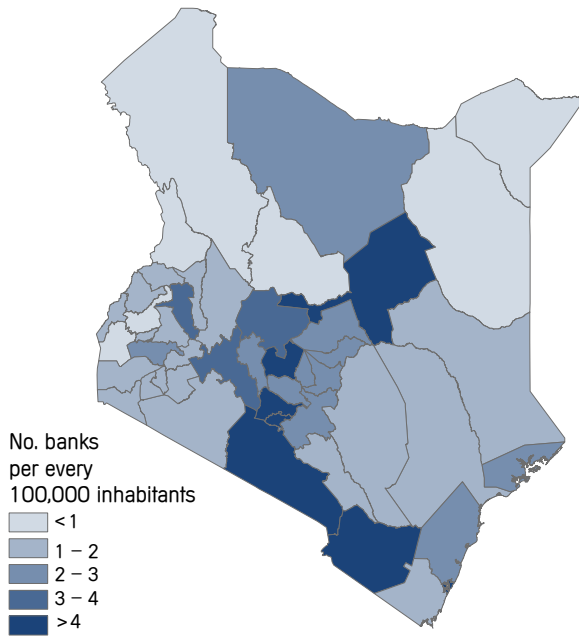 No. banks
per every
100,000 inhabitants
<1
1 – 2
2 – 3
3 – 4
>4